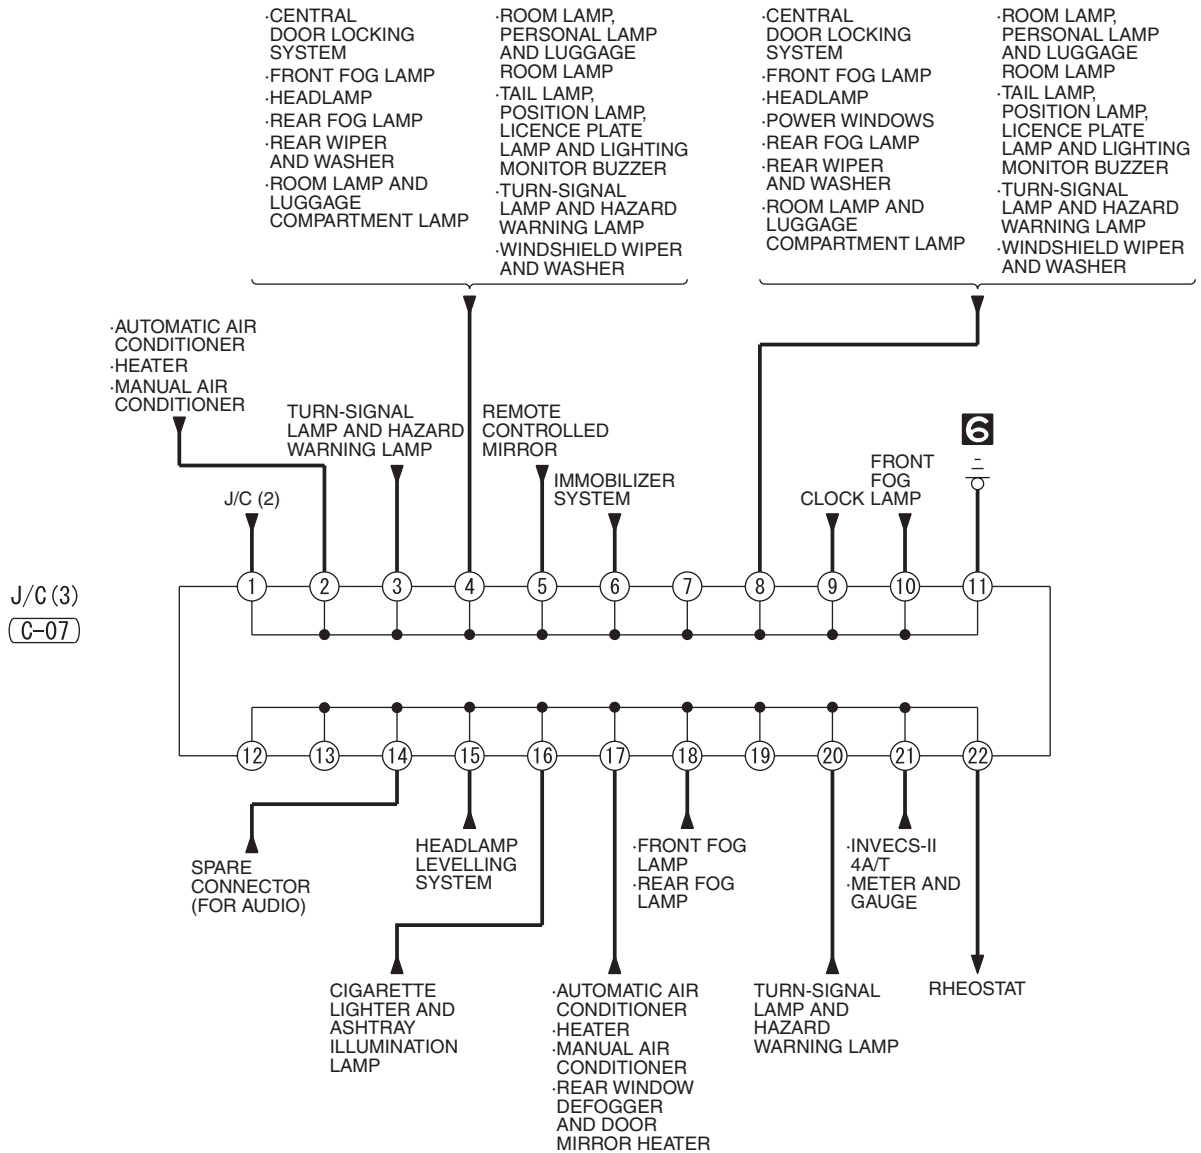 ·CENTRAL
DOOR LOCKING
SYSTEM
·FRONT FOG LAMP
·HEADLAMP
·REAR FOG LAMP
·REAR WIPER
AND WASHER
·ROOM LAMP AND
LUGGAGE
COMPARTMENT LAMP
·ROOM LAMP,
PERSONAL LAMP
AND LUGGAGE
ROOM LAMP
·TAIL LAMP,
POSITION LAMP,
LICENCE PLATE
LAMP AND LIGHTING
MONITOR BUZZER
·TURN-SIGNAL
LAMP AND HAZARD
WARNING LAMP
·WINDSHIELD WIPER
AND WASHER
·CENTRAL
DOOR LOCKING
SYSTEM
·FRONT FOG LAMP
·HEADLAMP
·POWER WINDOWS
·REAR FOG LAMP
·REAR WIPER
AND WASHER
·ROOM LAMP AND
LUGGAGE
COMPARTMENT LAMP
·ROOM LAMP,
PERSONAL LAMP
AND LUGGAGE
ROOM LAMP
·TAIL LAMP,
POSITION LAMP,
LICENCE PLATE
LAMP AND LIGHTING
MONITOR BUZZER
·TURN-SIGNAL
LAMP AND HAZARD
WARNING LAMP
·WINDSHIELD WIPER
AND WASHER
·AUTOMATIC AIR
CONDITIONER
·HEATER
·MANUAL AIR
CONDITIONER
J/C (2)
TURN-SIGNAL
LAMP AND HAZARD
WARNING LAMP
REMOTE
CONTROLLED
MIRROR
IMMOBILIZER
SYSTEM
CLOCK
FRONT
FOG
LAMP
6
1 2 3 4 5 6 7 8 9 10 11
J/C (3)
C-07
12 13 14 15 16 17 18 19 20 21 22
SPARE
CONNECTOR
(FOR AUDIO)
HEADLAMP
LEVELLING
SYSTEM
·FRONT FOG
LAMP
·REAR FOG
LAMP
·INVECS-II
4A/T
·METER AND
GAUGE
CIGARETTE
LIGHTER AND
ASHTRAY
ILLUMINATION
LAMP
·AUTOMATIC AIR
CONDITIONER
·HEATER
·MANUAL AIR
CONDITIONER
·REAR WINDOW
DEFOGGER
AND DOOR
MIRROR HEATER
TURN-SIGNAL
LAMP AND
HAZARD
WARNING LAMP
RHEOSTAT